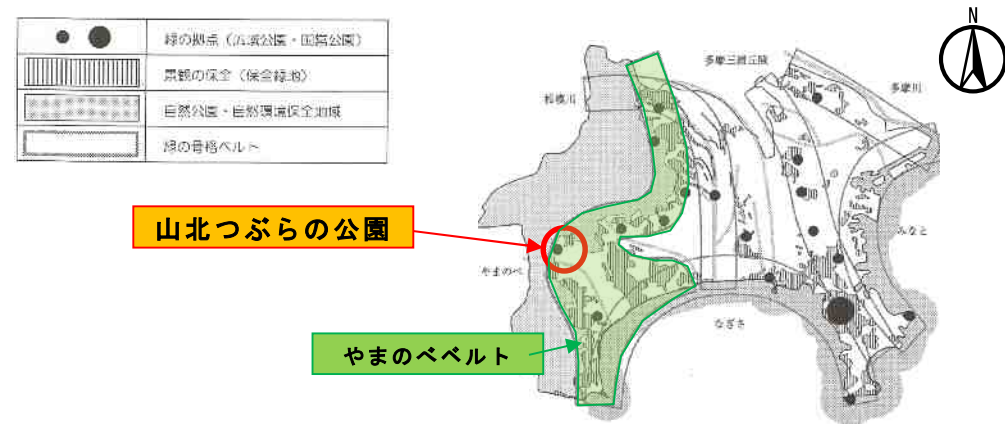 緑の拠点（広域公園・国営公園）
景観の保全（保全緑地）
自然公園・自然環境保全地域
緑の骨格ベルト
N
多摩三浦丘陵
相模川
多摩川
山北つぶらの公園
みなと
やまのべ
なぎさ
やまのべベルト